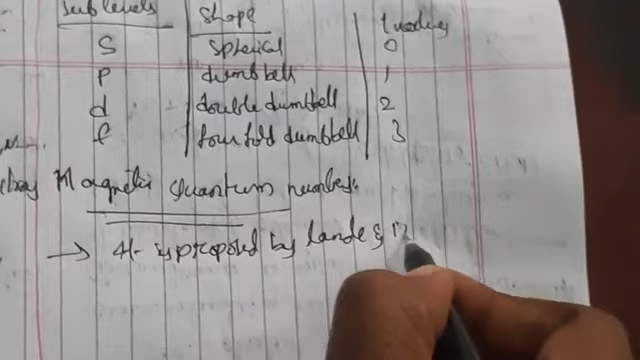 Sub levels Shape l values
S Spherical 0
P dumbbell 1
d double dumbbell 2
f four fold dumbbell 3
Magnetic quantum number:
→ It is proposed by Lande &